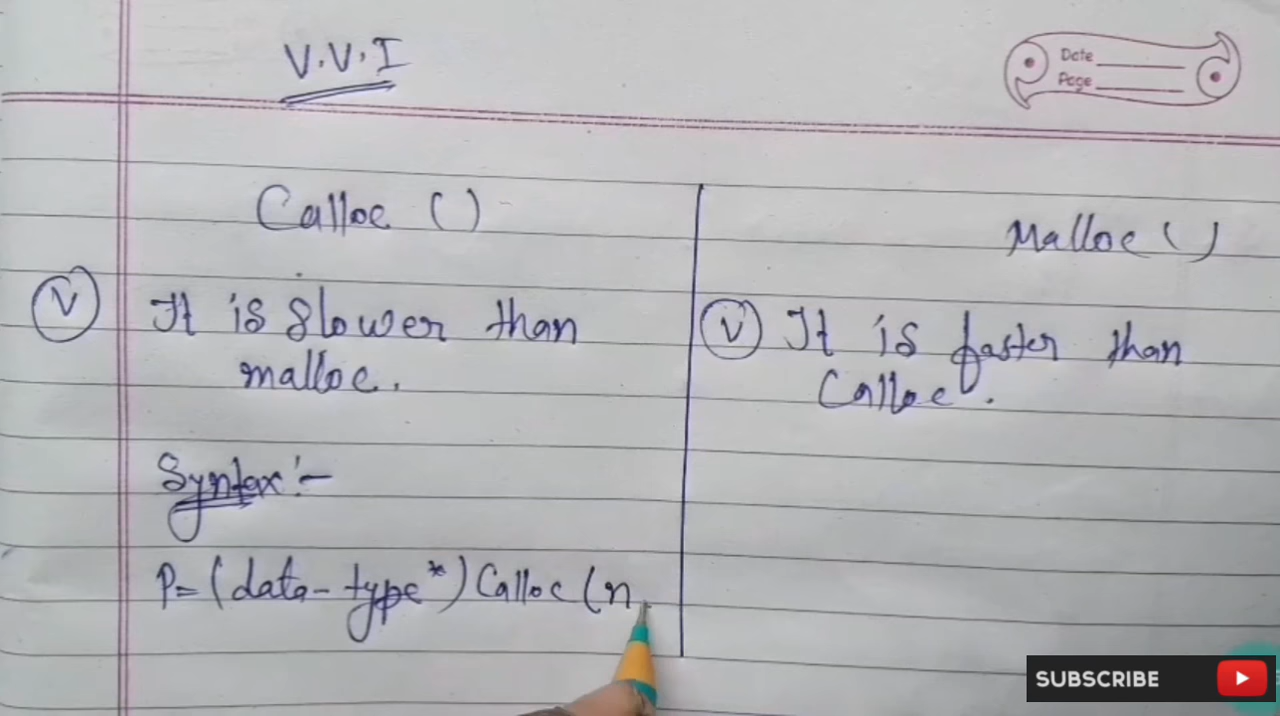 V.V.I
Date
Page
Calloc ()
Malloc ()
(V) It is slower than
malloc.
(V) It is faster than
Calloc.
Syntax:-
P=(data-type*) Calloc (n
SUBSCRIBE